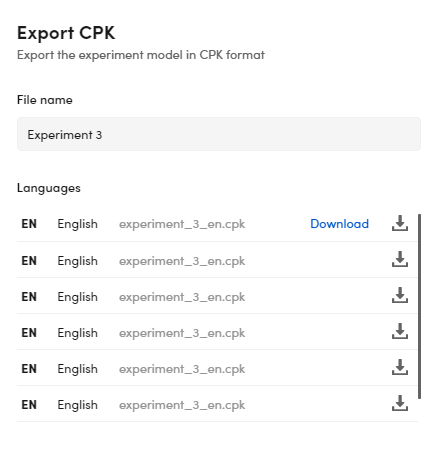 Export CPK
Export the experiment model in CPK format
File name
Experiment 3
Languages
EN English experiment_3_en.cpk Download
EN English experiment_3_en.cpk
EN English experiment_3_en.cpk
EN English experiment_3_en.cpk
EN English experiment_3_en.cpk
EN English experiment_3_en.cpk